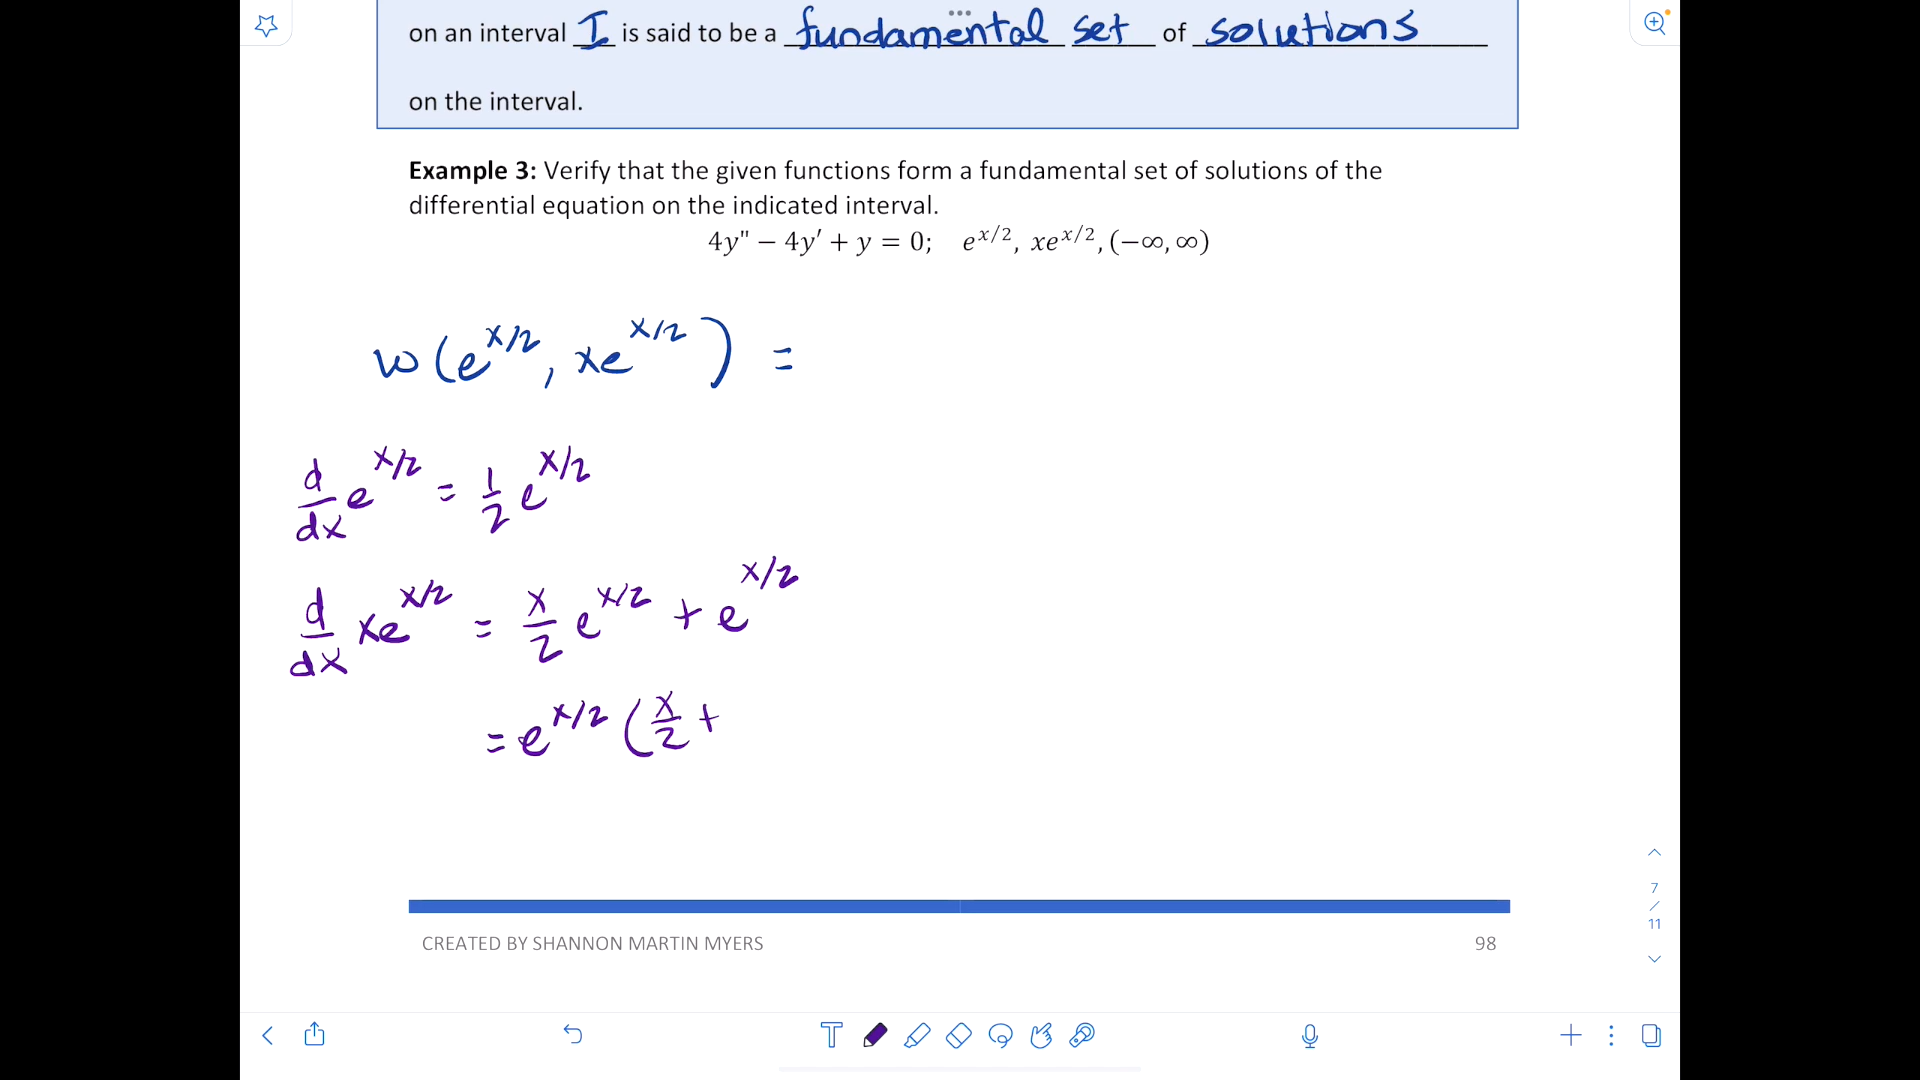 on an interval I is said to be a fundamental set of solutions
on the interval.
Example 3: Verify that the given functions form a fundamental set of solutions of the
differential equation on the indicated interval.
4y" − 4y′ + y = 0; e^{x/2}, xe^{x/2}, (−∞, ∞)
W(e^{x/2}, xe^{x/2}) =
d/dx e^{x/2} = 1/2 e^{x/2}
d/dx xe^{x/2} = x/2 e^{x/2} + e^{x/2}
= e^{x/2} (x/2 +
7
/
11
CREATED BY SHANNON MARTIN MYERS 98
T